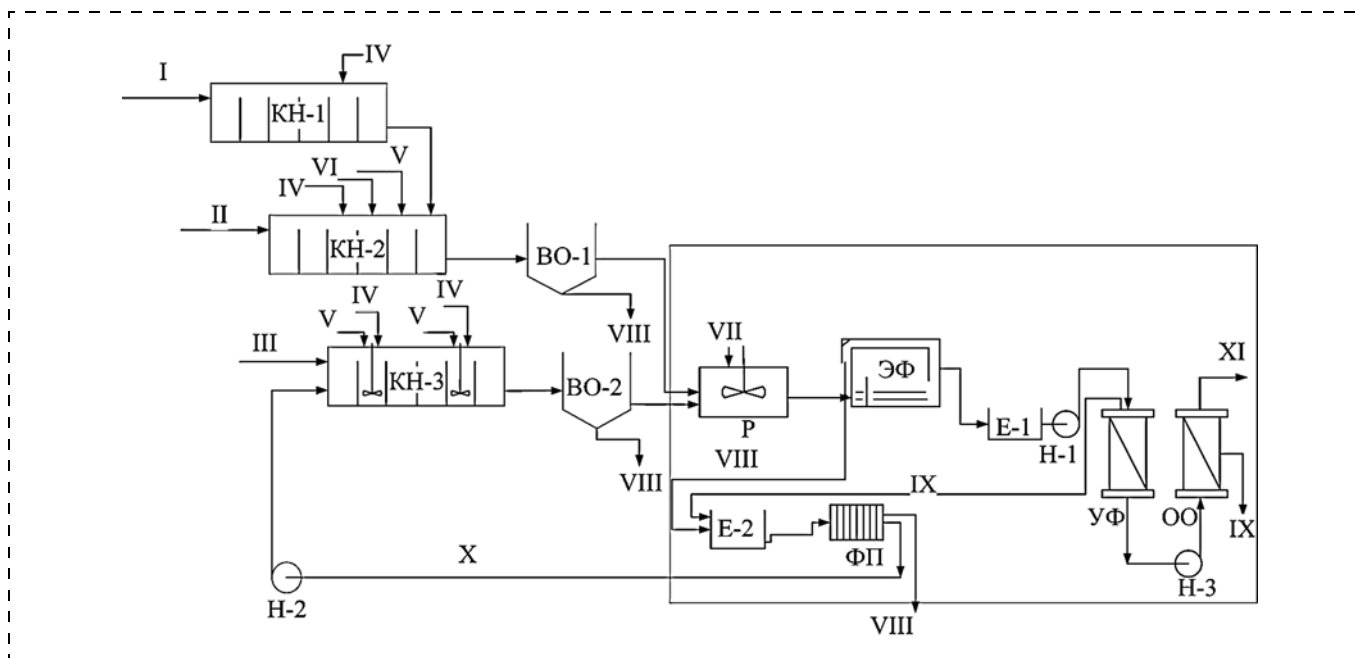 IV
I
КН-1
V
VI
IV
II
КН-2
ВО-1
IV
IV
V
V
VIII
VII
III
КН-3
ВО-2
ЭФ
XI
Е-1
Р
Н-1
VIII
VIII
IX
УФ
ОО
IX
Е-2
ФП
X
Н-2
Н-3
VIII